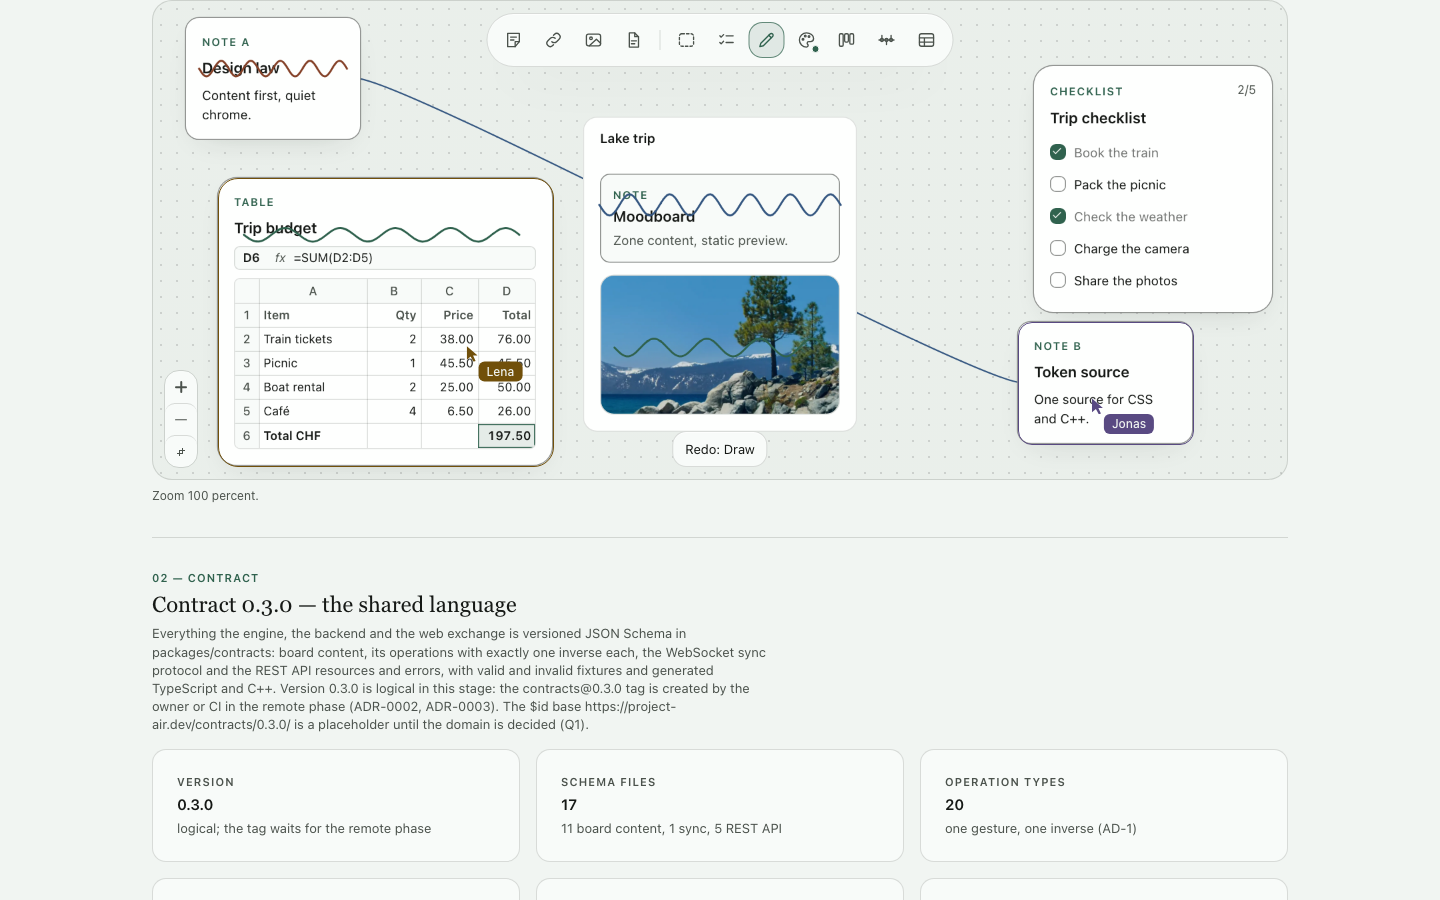 NOTE A
Design law
Content first, quiet
chrome.
TABLE
Trip budget
D6 fx =SUM(D2:D5)
A B C D
1 Item Qty Price Total
2 Train tickets 2 38.00 76.00
3 Picnic 1 45.50 45.50
4 Boat rental 2 25.00 50.00
5 Café 4 6.50 26.00
6 Total CHF 197.50
Lena
Lake trip
NOTE
Moodboard
Zone content, static preview.
Redo: Draw
CHECKLIST 2/5
Trip checklist
Book the train
Pack the picnic
Check the weather
Charge the camera
Share the photos
NOTE B
Token source
One source for CSS
and C++.
Jonas
Zoom 100 percent.
02 — CONTRACT
Contract 0.3.0 — the shared language
Everything the engine, the backend and the web exchange is versioned JSON Schema in
packages/contracts: board content, its operations with exactly one inverse each, the WebSocket sync
protocol and the REST API resources and errors, with valid and invalid fixtures and generated
TypeScript and C++. Version 0.3.0 is logical in this stage: the contracts@0.3.0 tag is created by the
owner or CI in the remote phase (ADR-0002, ADR-0003). The $id base https://project-
air.dev/contracts/0.3.0/ is a placeholder until the domain is decided (Q1).
VERSION
0.3.0
logical; the tag waits for the remote phase
SCHEMA FILES
17
11 board content, 1 sync, 5 REST API
OPERATION TYPES
20
one gesture, one inverse (AD-1)